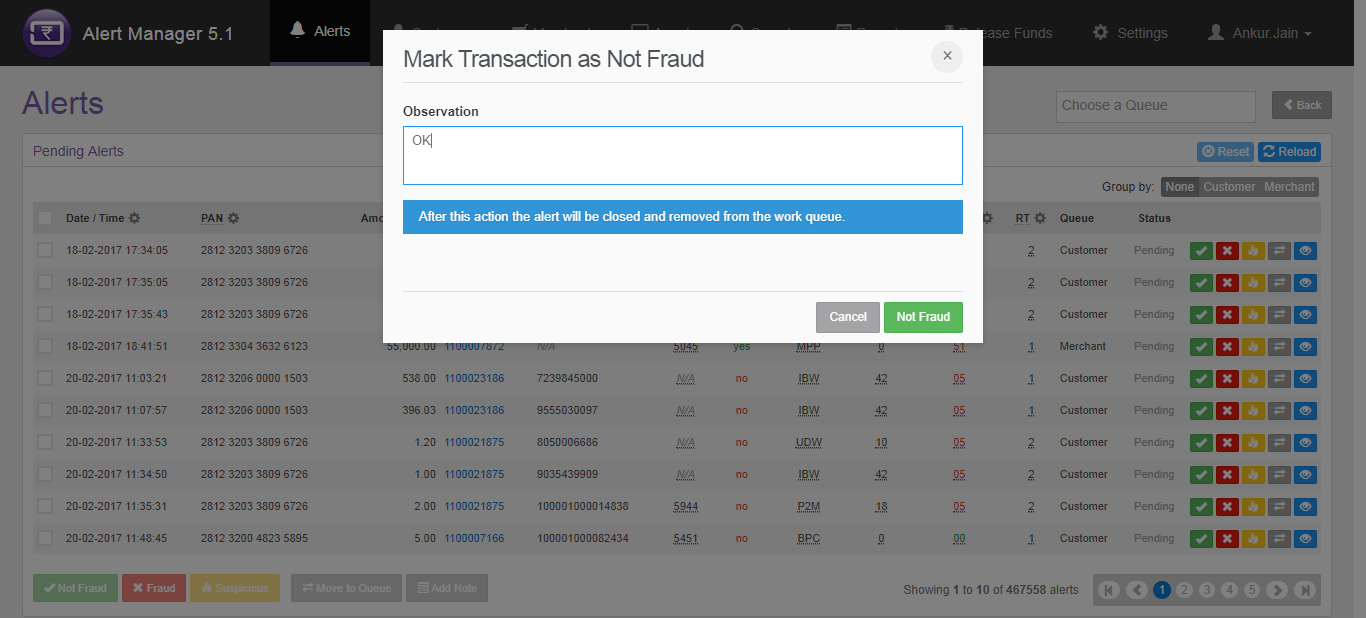 Alert Manager 5.1
Alerts
Release Funds
Settings
Ankur.Jain
Mark Transaction as Not Fraud
×
Observation
OK
After this action the alert will be closed and removed from the work queue.
Cancel
Not Fraud
Alerts
Choose a Queue
Back
Pending Alerts
Reset
Reload
Group by: None Customer Merchant
Date / Time PAN RT Queue Status
18-02-2017 17:34:05 2812 3203 3809 6726 2 Customer Pending
18-02-2017 17:35:05 2812 3203 3809 6726 2 Customer Pending
18-02-2017 17:35:43 2812 3203 3809 6726 2 Customer Pending
18-02-2017 18:41:51 2812 3304 3632 6123 55,000.00 1100007872 N/A 5045 yes MPP 0 51 1 Merchant Pending
20-02-2017 11:03:21 2812 3206 0000 1503 538.00 1100023186 7239845000 N/A no IBW 42 05 1 Customer Pending
20-02-2017 11:07:57 2812 3206 0000 1503 396.03 1100023186 9555030097 N/A no IBW 42 05 1 Customer Pending
20-02-2017 11:33:53 2812 3203 3809 6726 1.20 1100021875 8050006686 N/A no UDW 10 05 2 Customer Pending
20-02-2017 11:34:50 2812 3203 3809 6726 1.00 1100021875 9035439909 N/A no IBW 42 05 2 Customer Pending
20-02-2017 11:35:31 2812 3203 3809 6726 2.00 1100021875 100001000014838 5944 no P2M 18 05 2 Customer Pending
20-02-2017 11:48:45 2812 3200 4823 5895 5.00 1100007166 100001000082434 5451 no BPC 0 00 1 Customer Pending
Not Fraud Fraud Suspicious Move to Queue Add Note
Showing 1 to 10 of 467558 alerts
1 2 3 4 5